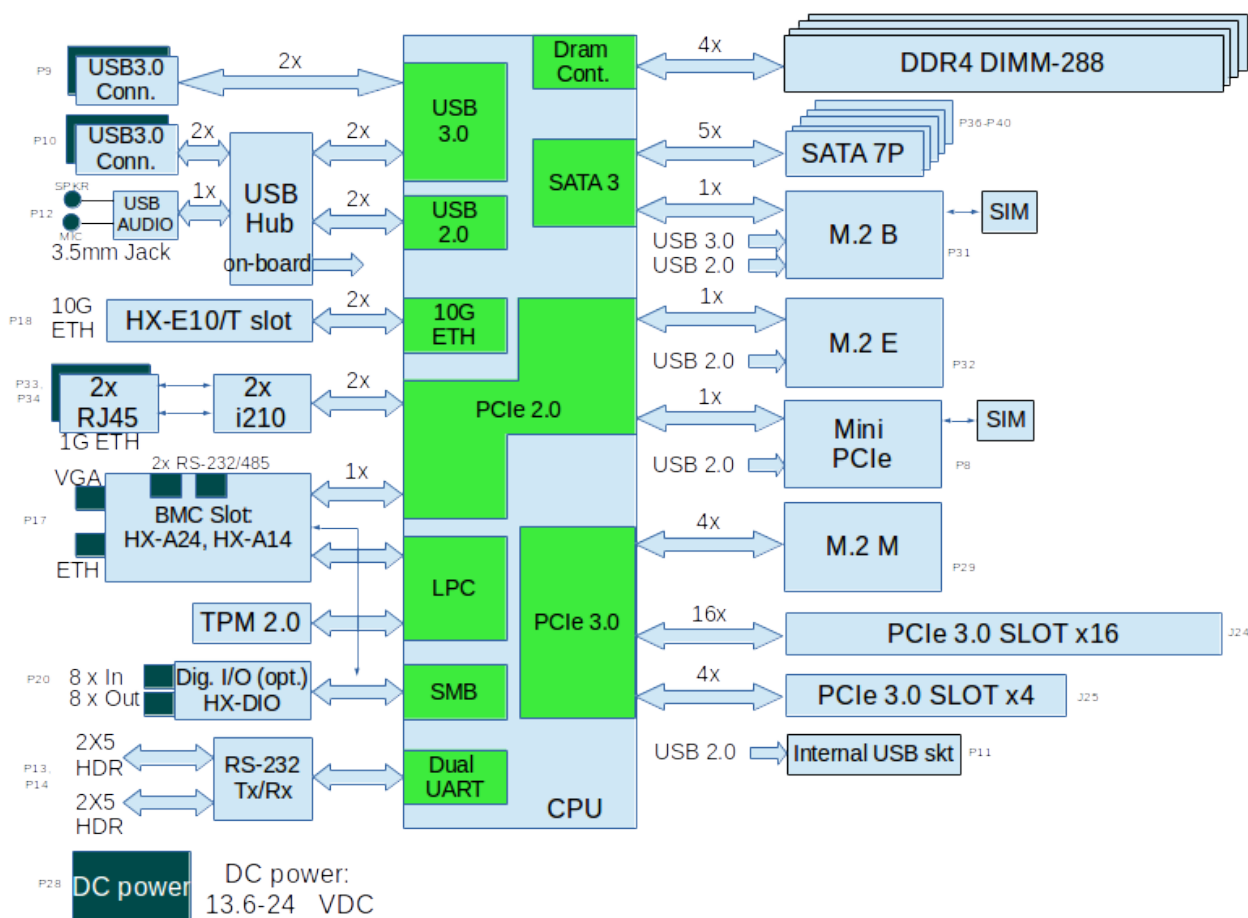 P9
USB3.0
Conn.
2x
P10
USB3.0
Conn.
2x
2x
SPKR
P12
MIC
USB
AUDIO
1x
3.5mm Jack
USB
Hub
on-board
2x
USB
3.0
USB
2.0
P18
10G
ETH
HX-E10/T slot
2x
10G
ETH
P33,
P34
2x
RJ45
1G ETH
2x
i210
2x
PCIe 2.0
2x RS-232/485
VGA
P17
ETH
BMC Slot:
HX-A24, HX-A14
1x
LPC
TPM 2.0
P20
8 x In
8 x Out
Dig. I/O (opt.)
HX-DIO
SMB
P13,
P14
2X5
HDR
2X5
HDR
RS-232
Tx/Rx
Dual
UART
CPU
P28
DC power
DC power:
13.6-24 VDC
Dram
Cont.
4x
DDR4 DIMM-288
SATA 3
5x
SATA 7P
P36-P40
1x
USB 3.0
USB 2.0
M.2 B
SIM
P31
1x
USB 2.0
M.2 E
P32
1x
USB 2.0
Mini
PCIe
SIM
P8
PCIe 3.0
4x
M.2 M
P29
16x
PCIe 3.0 SLOT x16
J24
4x
PCIe 3.0 SLOT x4
J25
USB 2.0
Internal USB skt
P11